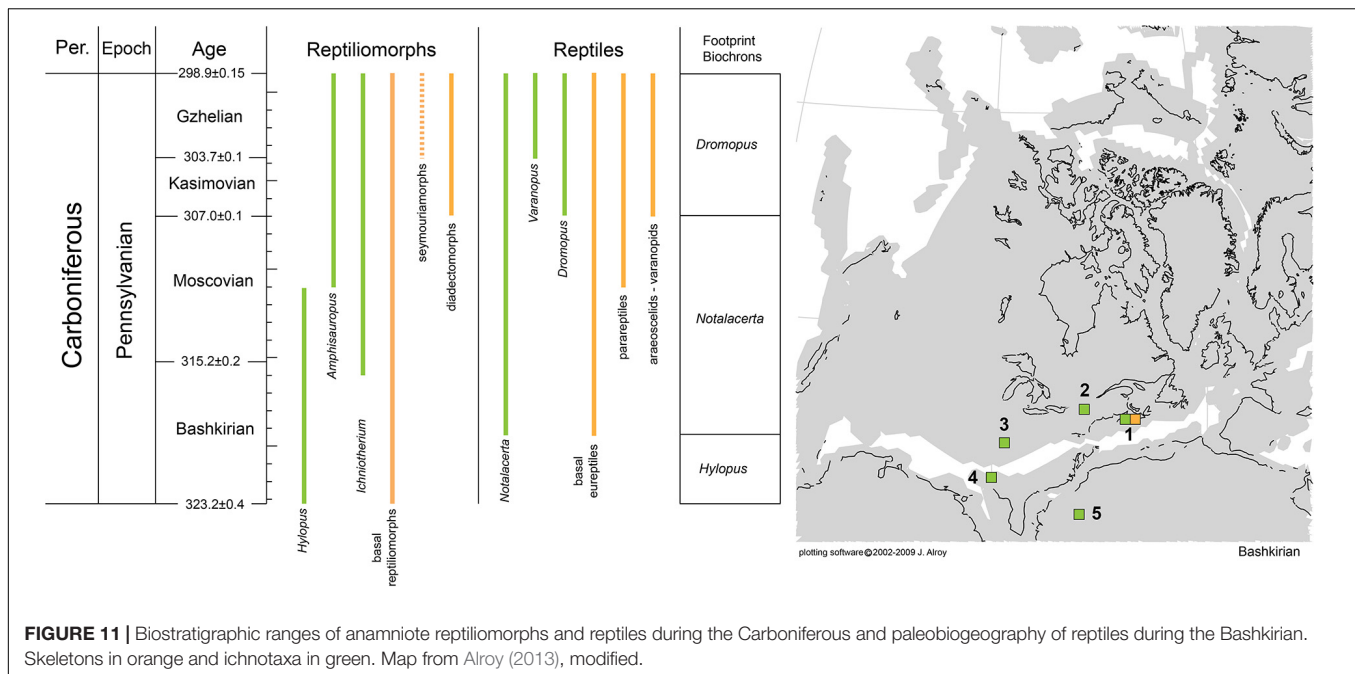 Per. Epoch Age Reptiliomorphs Reptiles Footprint
Biochrons
298.9±0.15
Gzhelian
303.7±0.1
Kasimovian
307.0±0.1
Moscovian
315.2±0.2
Bashkirian
323.2±0.4
Carboniferous
Pennsylvanian
Hylopus
Amphisauropus
Ichniotherium
basal
reptiliomorphs
seymouriamorphs
diadectomorphs
Notalacerta
Varanopus
Dromopus
basal
eureptiles
parareptiles
araeoscelids - varanopids
Dromopus
Notalacerta
Hylopus
2
1
3
4
5
plotting software©2002-2009 J. Alroy
Bashkirian
FIGURE 11 | Biostratigraphic ranges of anamniote reptiliomorphs and reptiles during the Carboniferous and paleobiogeography of reptiles during the Bashkirian.
Skeletons in orange and ichnotaxa in green. Map from Alroy (2013), modified.